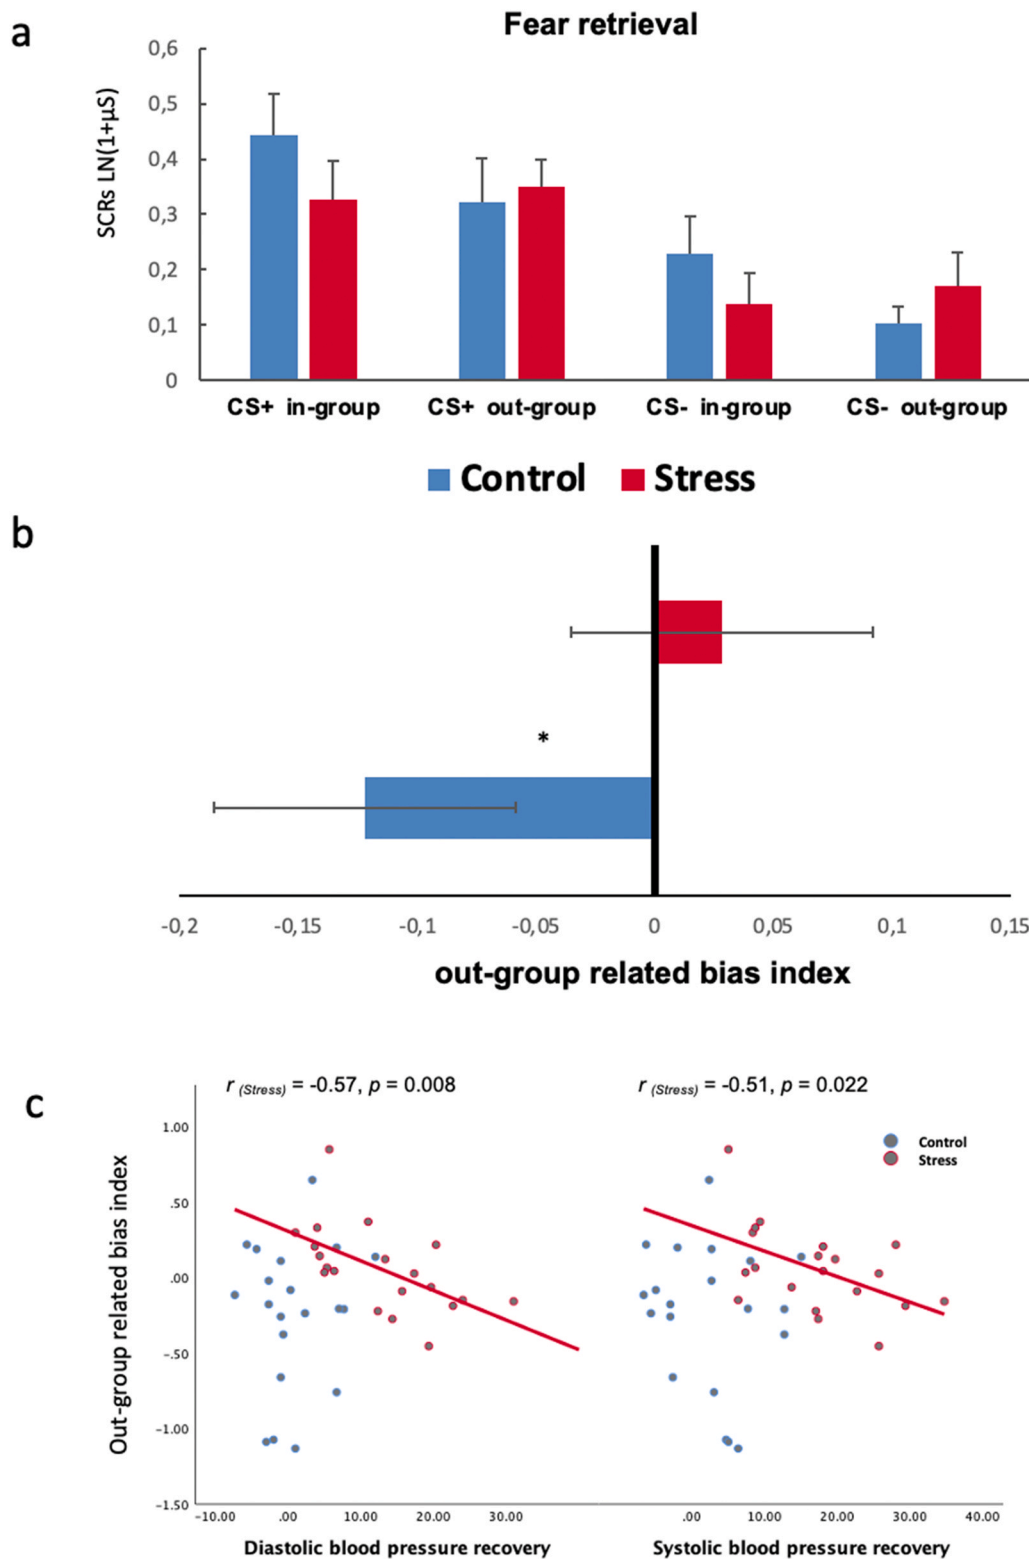 a
Fear retrieval
SCRs LN(1+µS)
0,6
0,5
0,4
0,3
0,2
0,1
0
CS+ in-group CS+ out-group CS- in-group CS- out-group
Control Stress
b
*
-0,2 -0,15 -0,1 -0,05 0 0,05 0,1 0,15
out-group related bias index
c
r (Stress) = -0.57, p = 0.008
r (Stress) = -0.51, p = 0.022
Control
Stress
Out-group related bias index
1.00
.50
.00
-.50
-1.00
-1.50
-10.00 .00 10.00 20.00 30.00
.00 10.00 20.00 30.00 40.00
Diastolic blood pressure recovery
Systolic blood pressure recovery